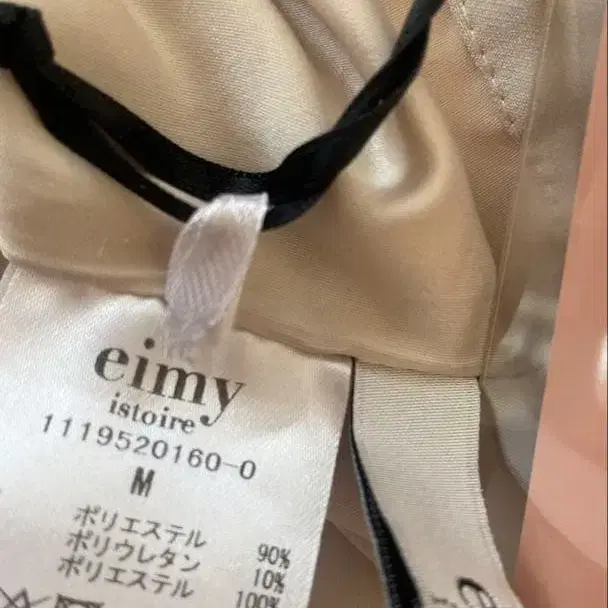 eimy
istoire
1119520160-0
M
ポリエステル 90%
ポリウレタン 10%
ポリエステル 100%